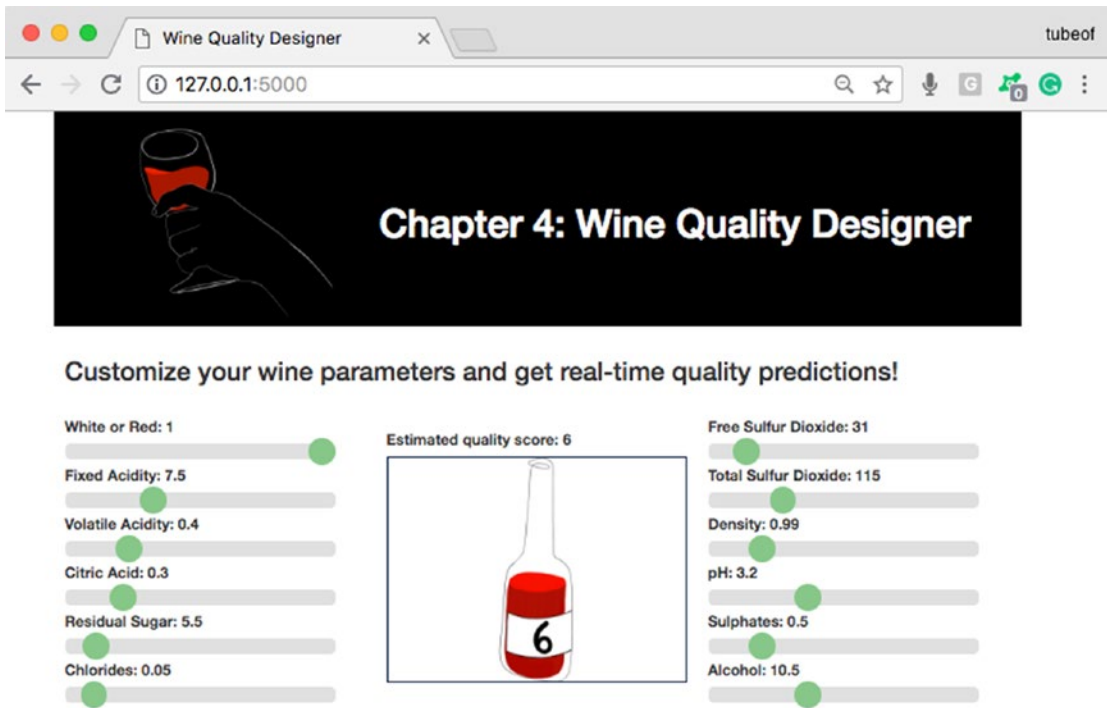 Wine Quality Designer
tubeof
127.0.0.1:5000
G
0
G
Chapter 4: Wine Quality Designer
Customize your wine parameters and get real-time quality predictions!
White or Red: 1
Fixed Acidity: 7.5
Volatile Acidity: 0.4
Citric Acid: 0.3
Residual Sugar: 5.5
Chlorides: 0.05
Estimated quality score: 6
6
Free Sulfur Dioxide: 31
Total Sulfur Dioxide: 115
Density: 0.99
pH: 3.2
Sulphates: 0.5
Alcohol: 10.5